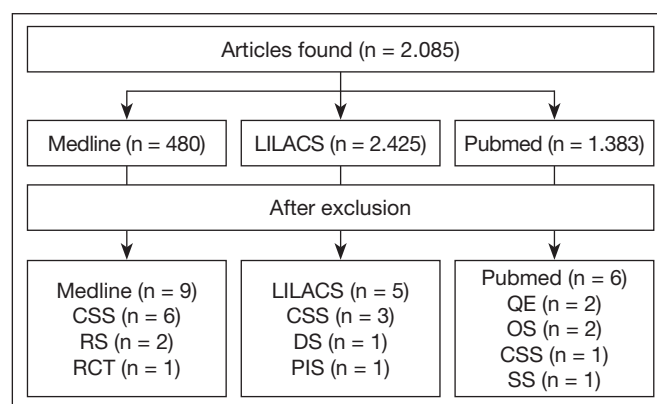 Articles found (n = 2.085)
Medline (n = 480)
LILACS (n = 2.425)
Pubmed (n = 1.383)
After exclusion
Medline (n = 9)
CSS (n = 6)
RS (n = 2)
RCT (n = 1)
LILACS (n = 5)
CSS (n = 3)
DS (n = 1)
PIS (n = 1)
Pubmed (n = 6)
QE (n = 2)
OS (n = 2)
CSS (n = 1)
SS (n = 1)